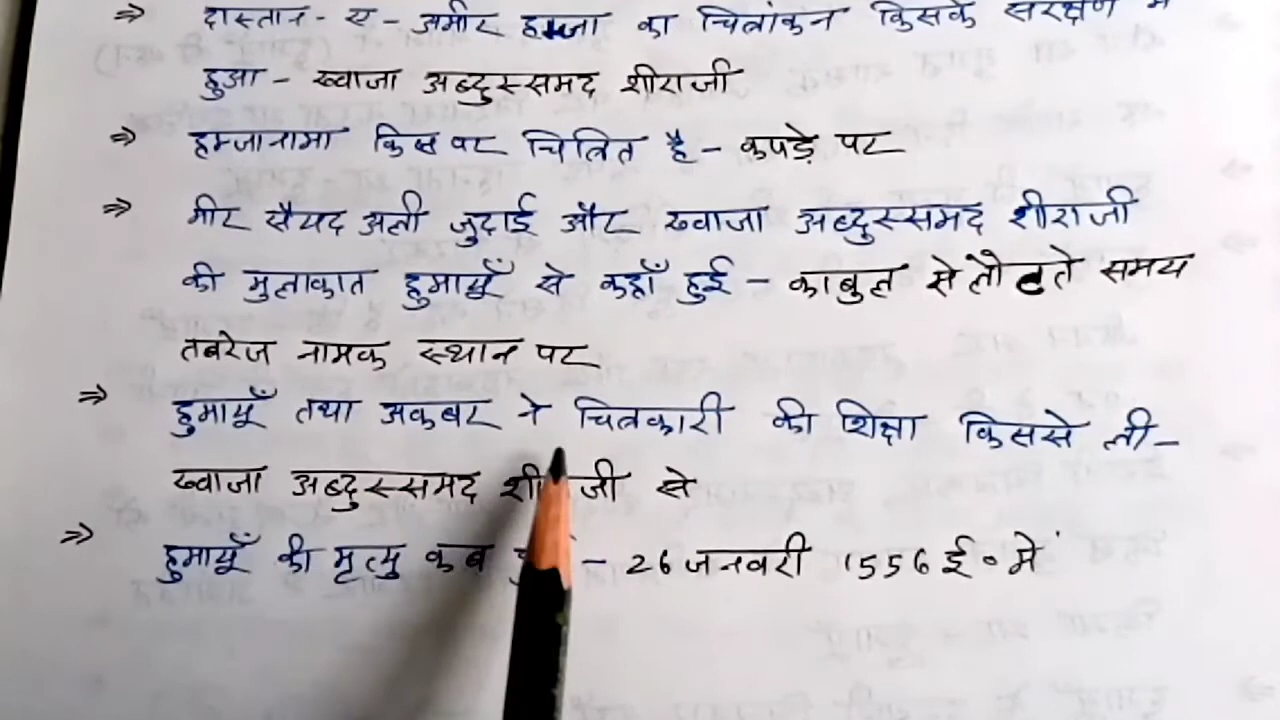 ⇒ दास्तान - ए - अमीर हम्जा का चित्रांकन किसके संरक्षण में
हुआ - ख्वाजा अब्दुस्समद शीराजी
⇒ हम्जानामा किस पर चित्रित है - कपड़े पर
⇒ मीर सैयद अली जुदाई और ख्वाजा अब्दुस्समद शीराजी
की मुलाकात हुमायूँ से कहाँ हुई - काबुल से लौटते समय
तबरेज नामक स्थान पर
⇒ हुमायूँ तथा अकबर ने चित्रकारी की शिक्षा किससे ली -
ख्वाजा अब्दुस्समद शीराजी से
⇒ हुमायूँ की मृत्यु कब - 26 जनवरी 1556 ई० में